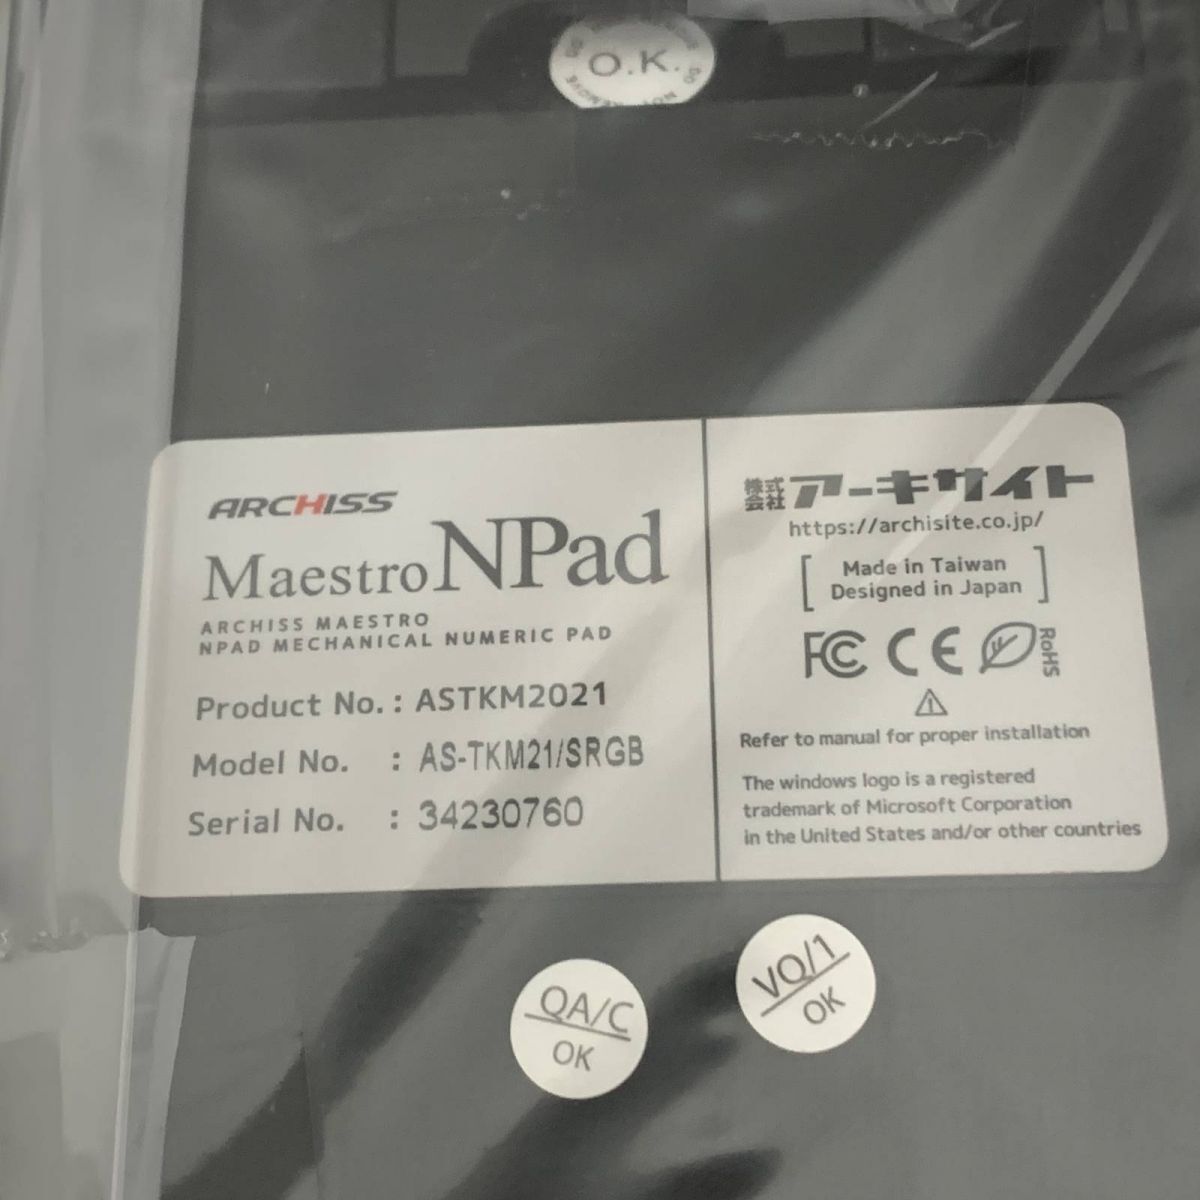 O.K.
ARCHISS
Maestro NPad
ARCHISS MAESTRO
NPAD MECHANICAL NUMERIC PAD
Product No. : ASTKM2021
Model No. : AS-TKM21/SRGB
Serial No. : 34230760
株式会社アーキサイト
https://archisite.co.jp/
Made in Taiwan
Designed in Japan
FC CE RoHS
Refer to manual for proper installation
The windows logo is a registered
trademark of Microsoft Corporation
in the United States and/or other countries
QA/C
OK
VQ/1
OK